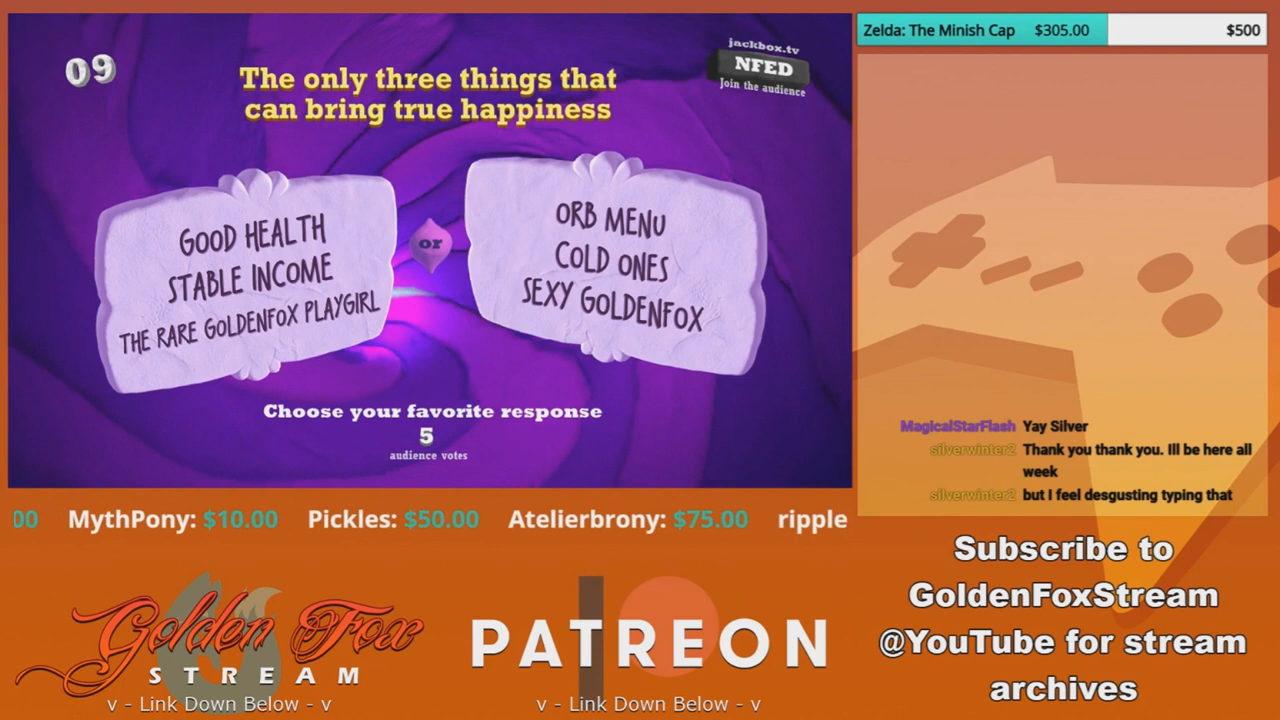 09
The only three things that
can bring true happiness
jackbox.tv
NFED
Join the audience
GOOD HEALTH
STABLE INCOME
THE RARE GOLDENFOX PLAYGIRL
or
ORB MENU
COLD ONES
SEXY GOLDENFOX
Choose your favorite response
5
audience votes
Zelda: The Minish Cap $305.00 $500
MagicalStarFlash Yay Silver
silverwinter2 Thank you thank you. Ill be here all
week
silverwinter2 but I feel desgusting typing that
00 MythPony: $10.00 Pickles: $50.00 Atelierbrony: $75.00 ripple
Golden Fox
STREAM
v - Link Down Below - v
PATREON
v - Link Down Below - v
Subscribe to
GoldenFoxStream
@YouTube for stream
archives